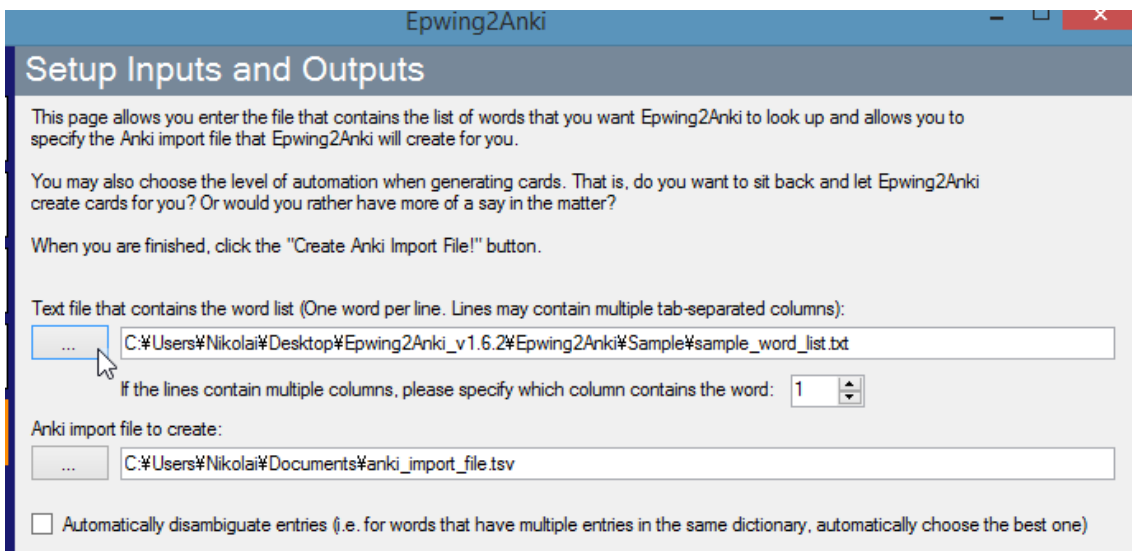 Epwing2Anki
Setup Inputs and Outputs
This page allows you enter the file that contains the list of words that you want Epwing2Anki to look up and allows you to
specify the Anki import file that Epwing2Anki will create for you.
You may also choose the level of automation when generating cards. That is, do you want to sit back and let Epwing2Anki
create cards for you? Or would you rather have more of a say in the matter?
When you are finished, click the "Create Anki Import File!" button.
Text file that contains the word list (One word per line. Lines may contain multiple tab-separated columns):
... C:¥Users¥Nikolai¥Desktop¥Epwing2Anki_v1.6.2¥Epwing2Anki¥Sample¥sample_word_list.txt
If the lines contain multiple columns, please specify which column contains the word: 1
Anki import file to create:
... C:¥Users¥Nikolai¥Documents¥anki_import_file.tsv
Automatically disambiguate entries (i.e. for words that have multiple entries in the same dictionary, automatically choose the best one)